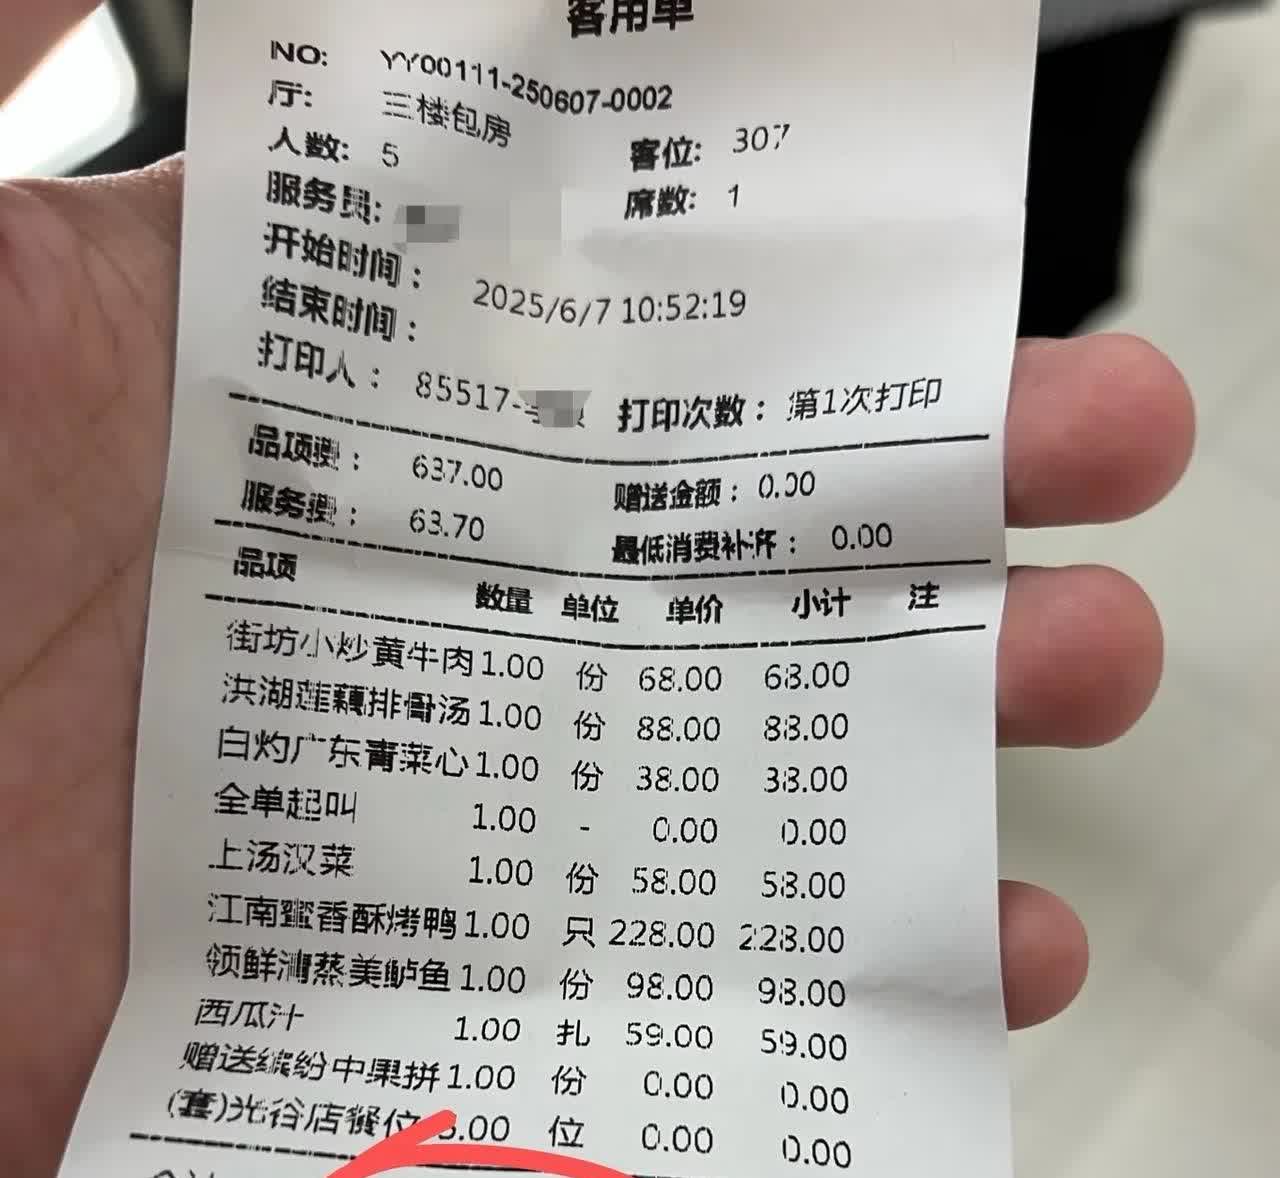 客用单
NO: YY00111-250607-0002
厅: 三楼包房
人数: 5 客位: 307
服务员: 席数: 1
开始时间: 2025/6/7 10:52:19
结束时间:
打印人: 85517- 打印次数: 第1次打印
品项费: 637.00 赠送金额: 0.00
服务费: 63.70 最低消费补齐: 0.00
品项 数量 单位 单价 小计 注
街坊小炒黄牛肉 1.00 份 68.00 68.00
洪湖莲藕排骨汤 1.00 份 88.00 88.00
白灼广东青菜心 1.00 份 38.00 38.00
全单起叫 1.00 - 0.00 0.00
上汤汉菜 1.00 份 58.00 58.00
江南蜜香酥烤鸭 1.00 只 228.00 228.00
领鲜清蒸美鲈鱼 1.00 份 98.00 98.00
西瓜汁 1.00 扎 59.00 59.00
赠送缤纷中果拼 1.00 份 0.00 0.00
(套)光谷店餐位 5.00 位 0.00 0.00